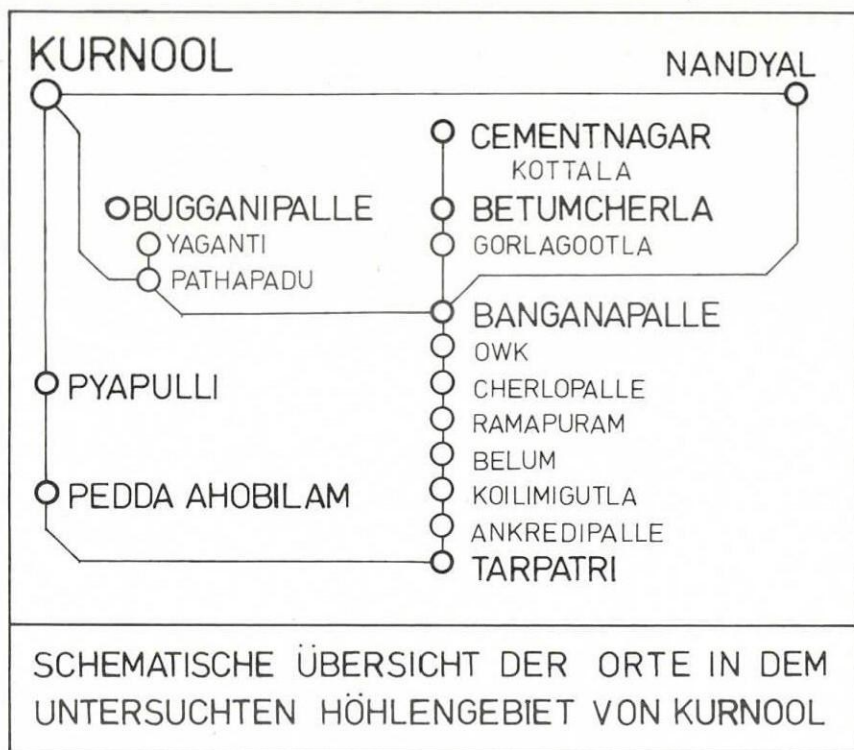 KURNOOL
NANDYAL
CEMENTNAGAR
KOTTALA
BUGGANIPALLE
BETUMCHERLA
YAGANTI
GORLAGOOTLA
PATHAPADU
BANGANAPALLE
OWK
PYAPULLI
CHERLOPALLE
RAMAPURAM
BELUM
PEDDA AHOBILAM
KOILIMIGUTLA
ANKREDIPALLE
TARPATRI
SCHEMATISCHE ÜBERSICHT DER ORTE IN DEM
UNTERSUCHTEN HÖHLENGEBIET VON KURNOOL